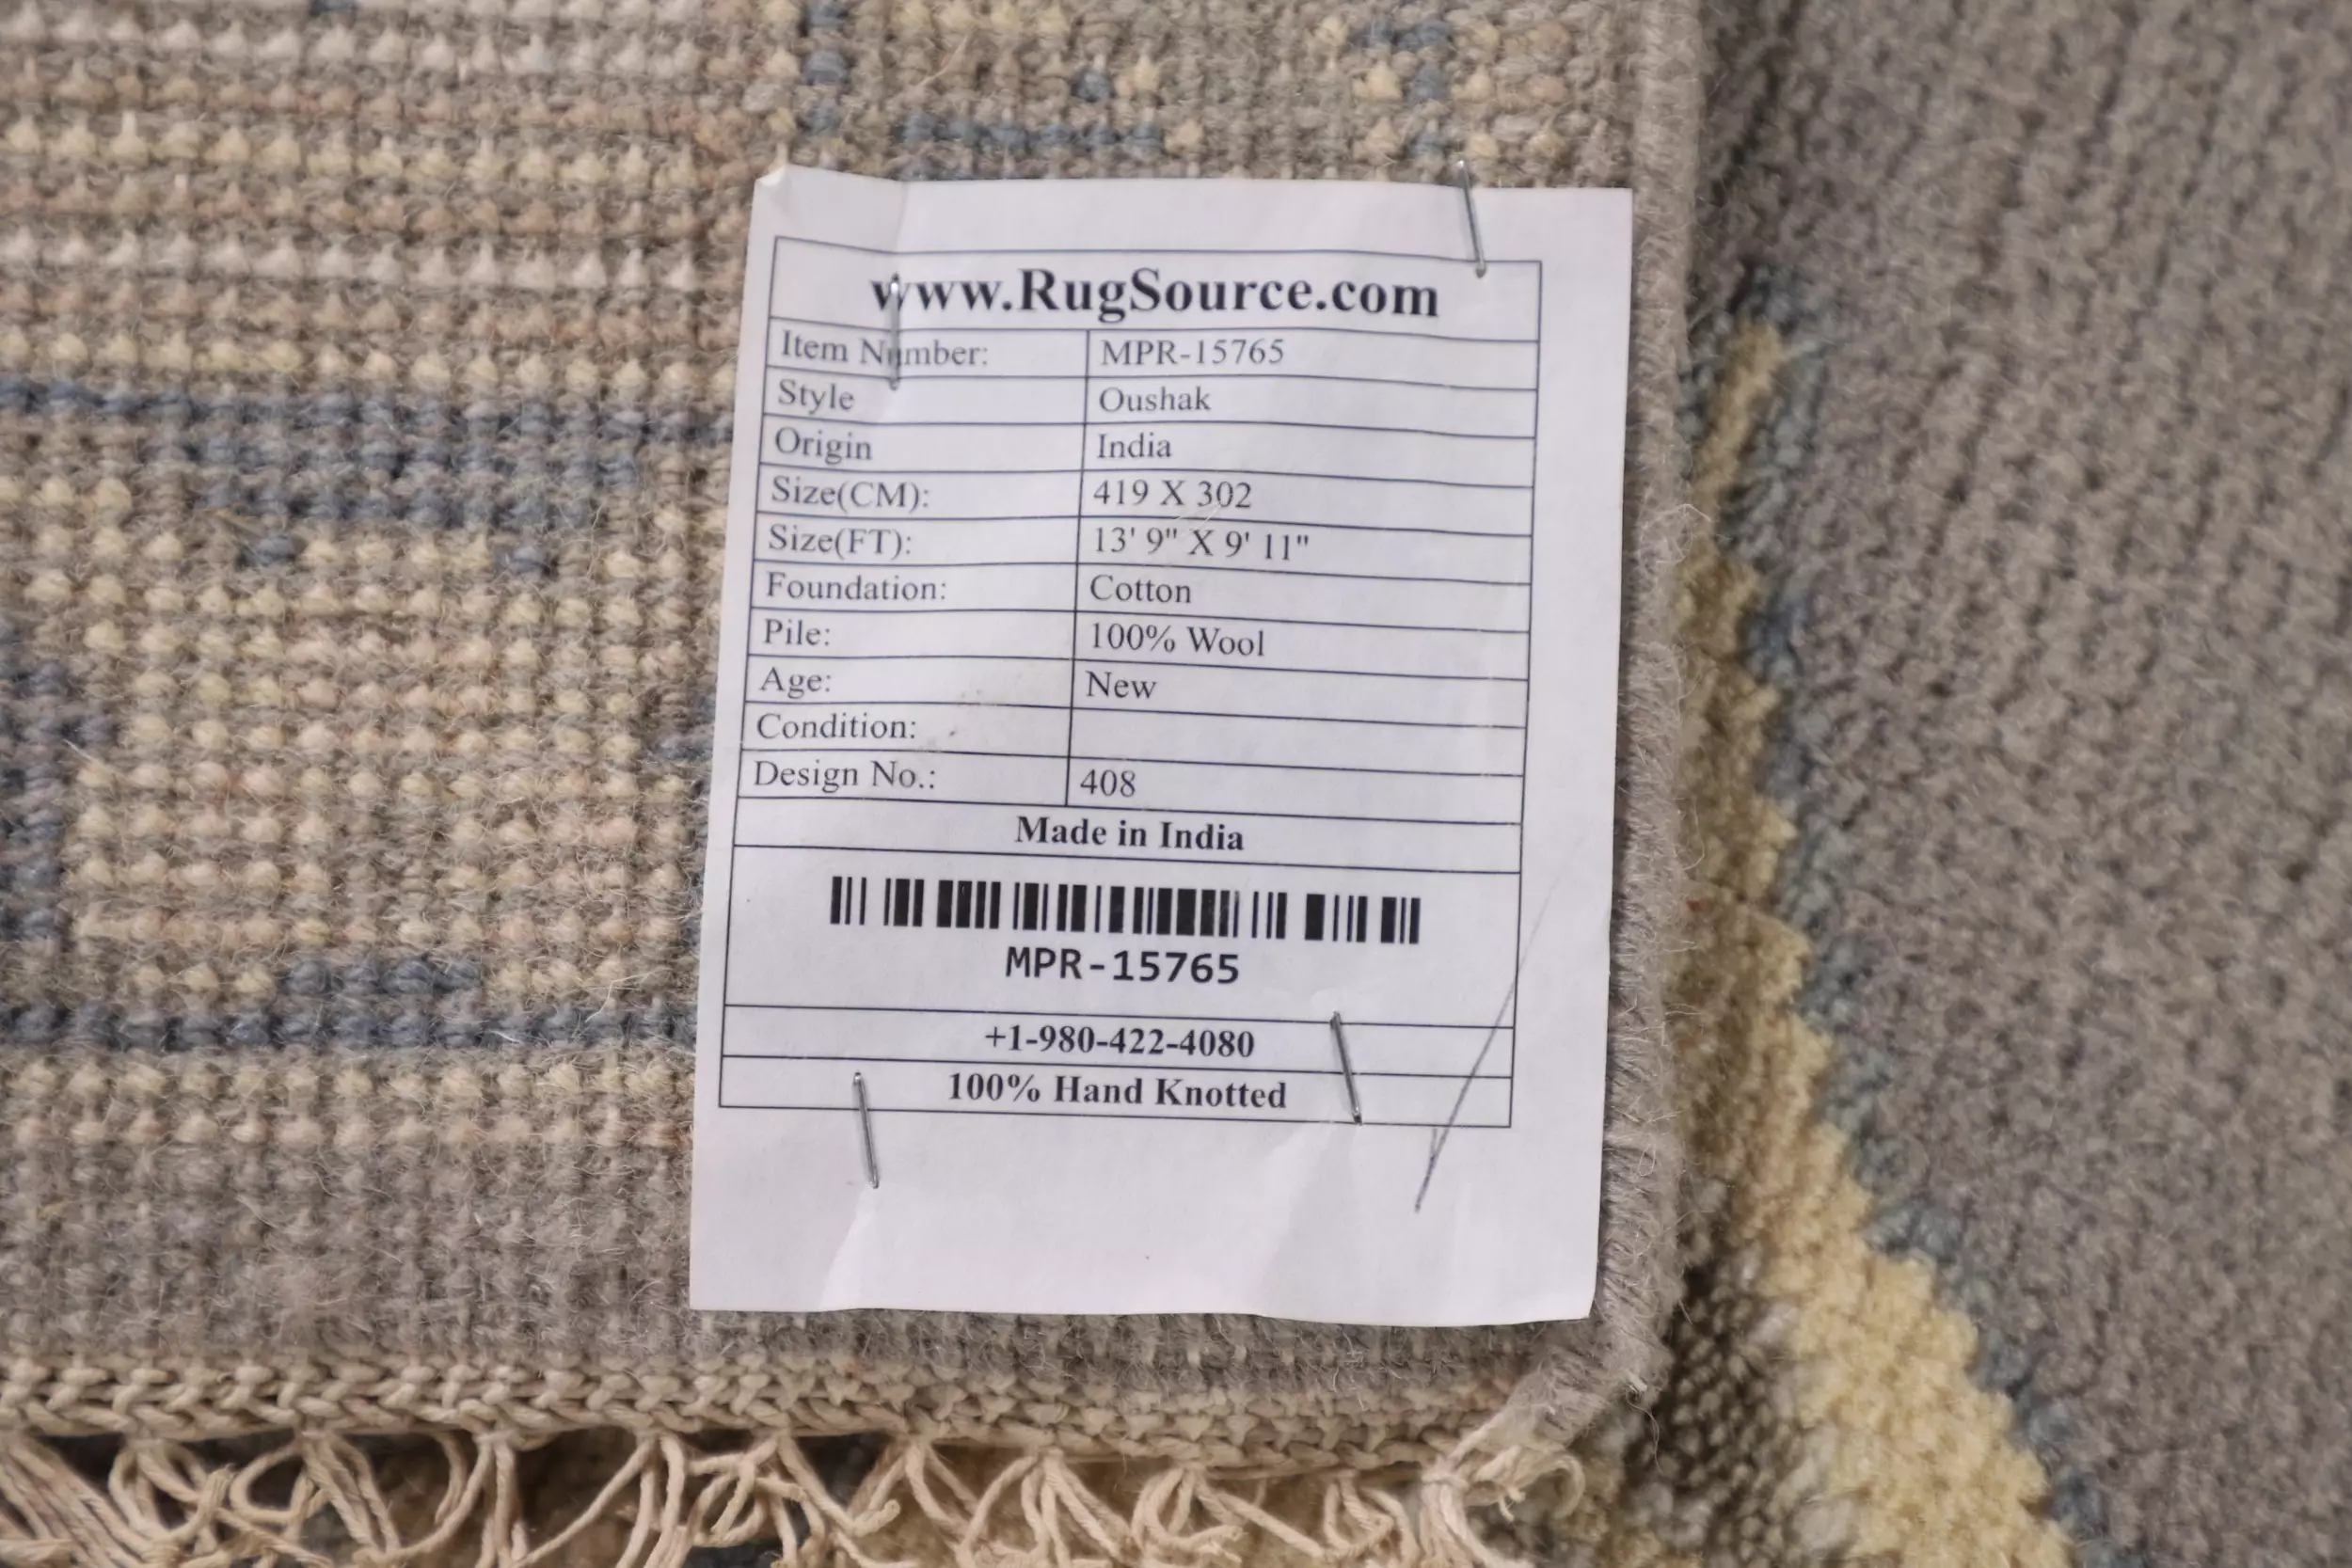 www.RugSource.com
Item Number: MPR-15765
Style Oushak
Origin India
Size(CM): 419 X 302
Size(FT): 13' 9" X 9' 11"
Foundation: Cotton
Pile: 100% Wool
Age: New
Condition:
Design No.: 408
Made in India
MPR-15765
+1-980-422-4080
100% Hand Knotted